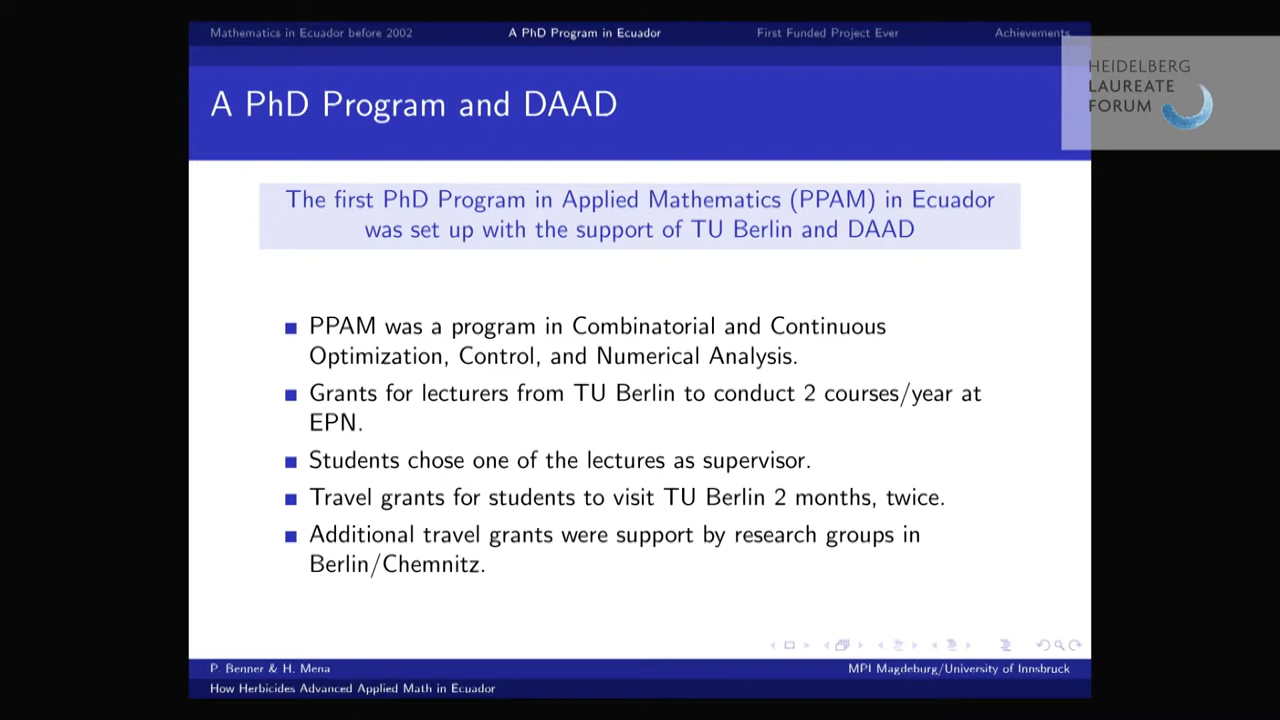 Mathematics in Ecuador before 2002 A PhD Program in Ecuador First Funded Project Ever Achievements
HEIDELBERG
LAUREATE
FORUM
A PhD Program and DAAD
The first PhD Program in Applied Mathematics (PPAM) in Ecuador
was set up with the support of TU Berlin and DAAD
PPAM was a program in Combinatorial and Continuous
Optimization, Control, and Numerical Analysis.
Grants for lecturers from TU Berlin to conduct 2 courses/year at
EPN.
Students chose one of the lectures as supervisor.
Travel grants for students to visit TU Berlin 2 months, twice.
Additional travel grants were support by research groups in
Berlin/Chemnitz.
P. Benner & H. Mena MPI Magdeburg/University of Innsbruck
How Herbicides Advanced Applied Math in Ecuador